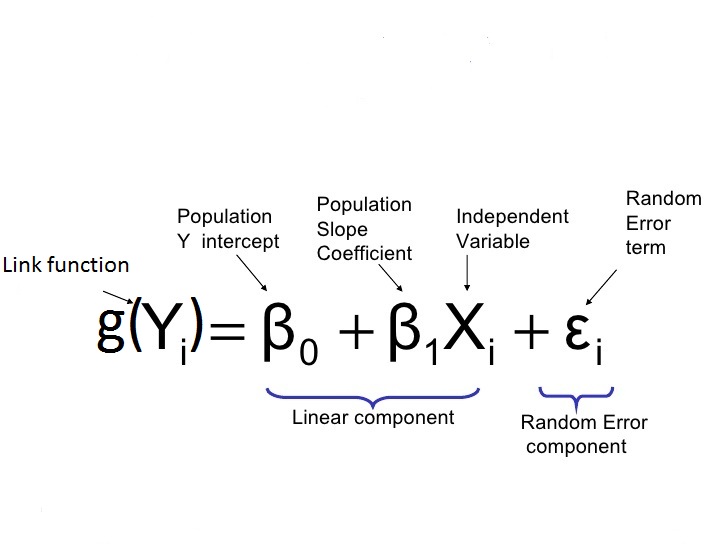 Population
Y intercept
Population
Slope
Coefficient
Independent
Variable
Random
Error
term
Link function
g(Yᵢ) = β₀ + β₁Xᵢ + εᵢ
Linear component
Random Error
component